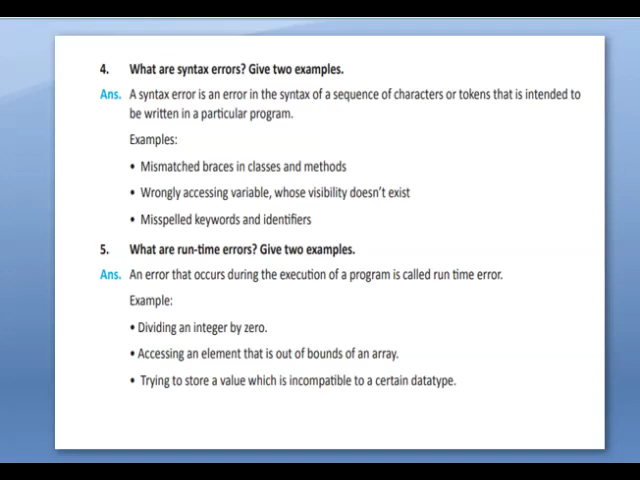 4. What are syntax errors? Give two examples.
Ans. A syntax error is an error in the syntax of a sequence of characters or tokens that is intended to
be written in a particular program.
Examples:
• Mismatched braces in classes and methods
• Wrongly accessing variable, whose visibility doesn't exist
• Misspelled keywords and identifiers
5. What are run-time errors? Give two examples.
Ans. An error that occurs during the execution of a program is called run time error.
Example:
• Dividing an integer by zero.
• Accessing an element that is out of bounds of an array.
• Trying to store a value which is incompatible to a certain datatype.